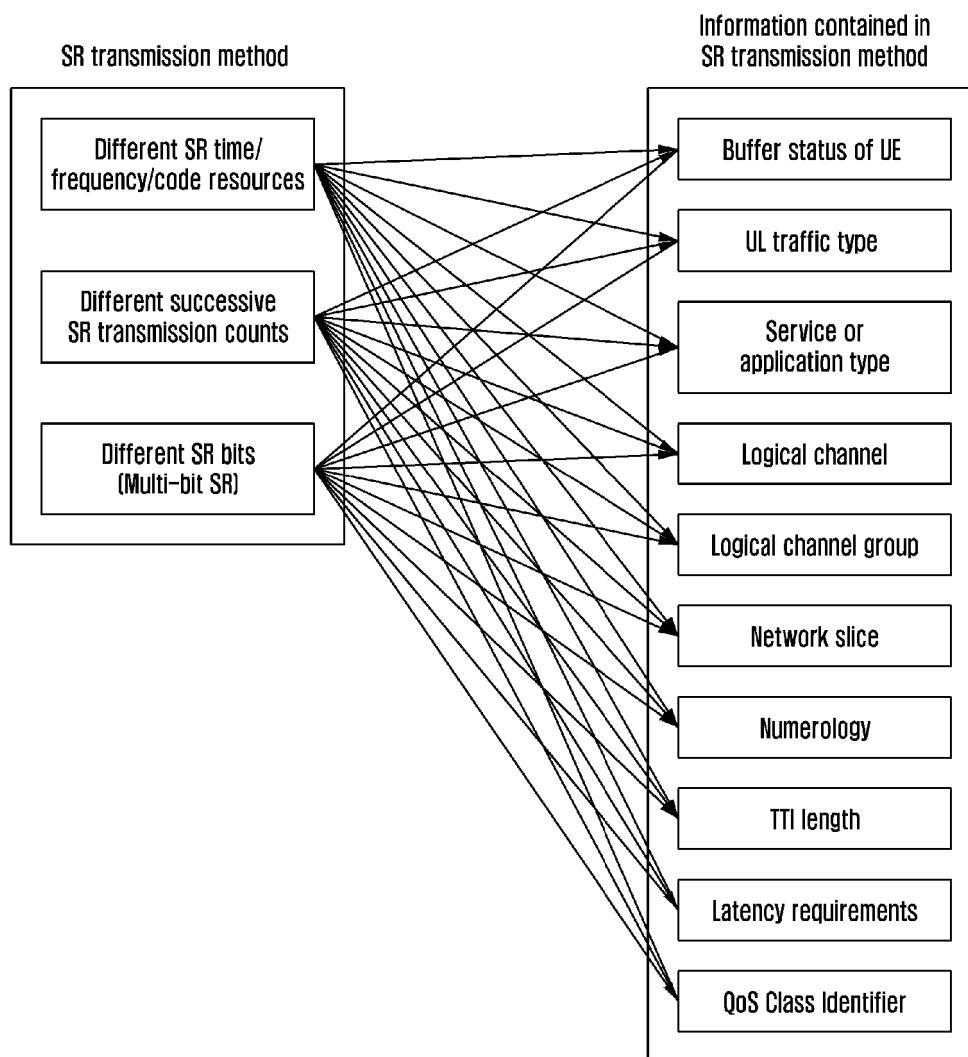 SR transmission method
Different SR time/
frequency/code resources
Different successive
SR transmission counts
Different SR bits
(Multi-bit SR)
Information contained in
SR transmission method
Buffer status of UE
UL traffic type
Service or
application type
Logical channel
Logical channel group
Network slice
Numerology
TTI length
Latency requirements
QoS Class Identifier